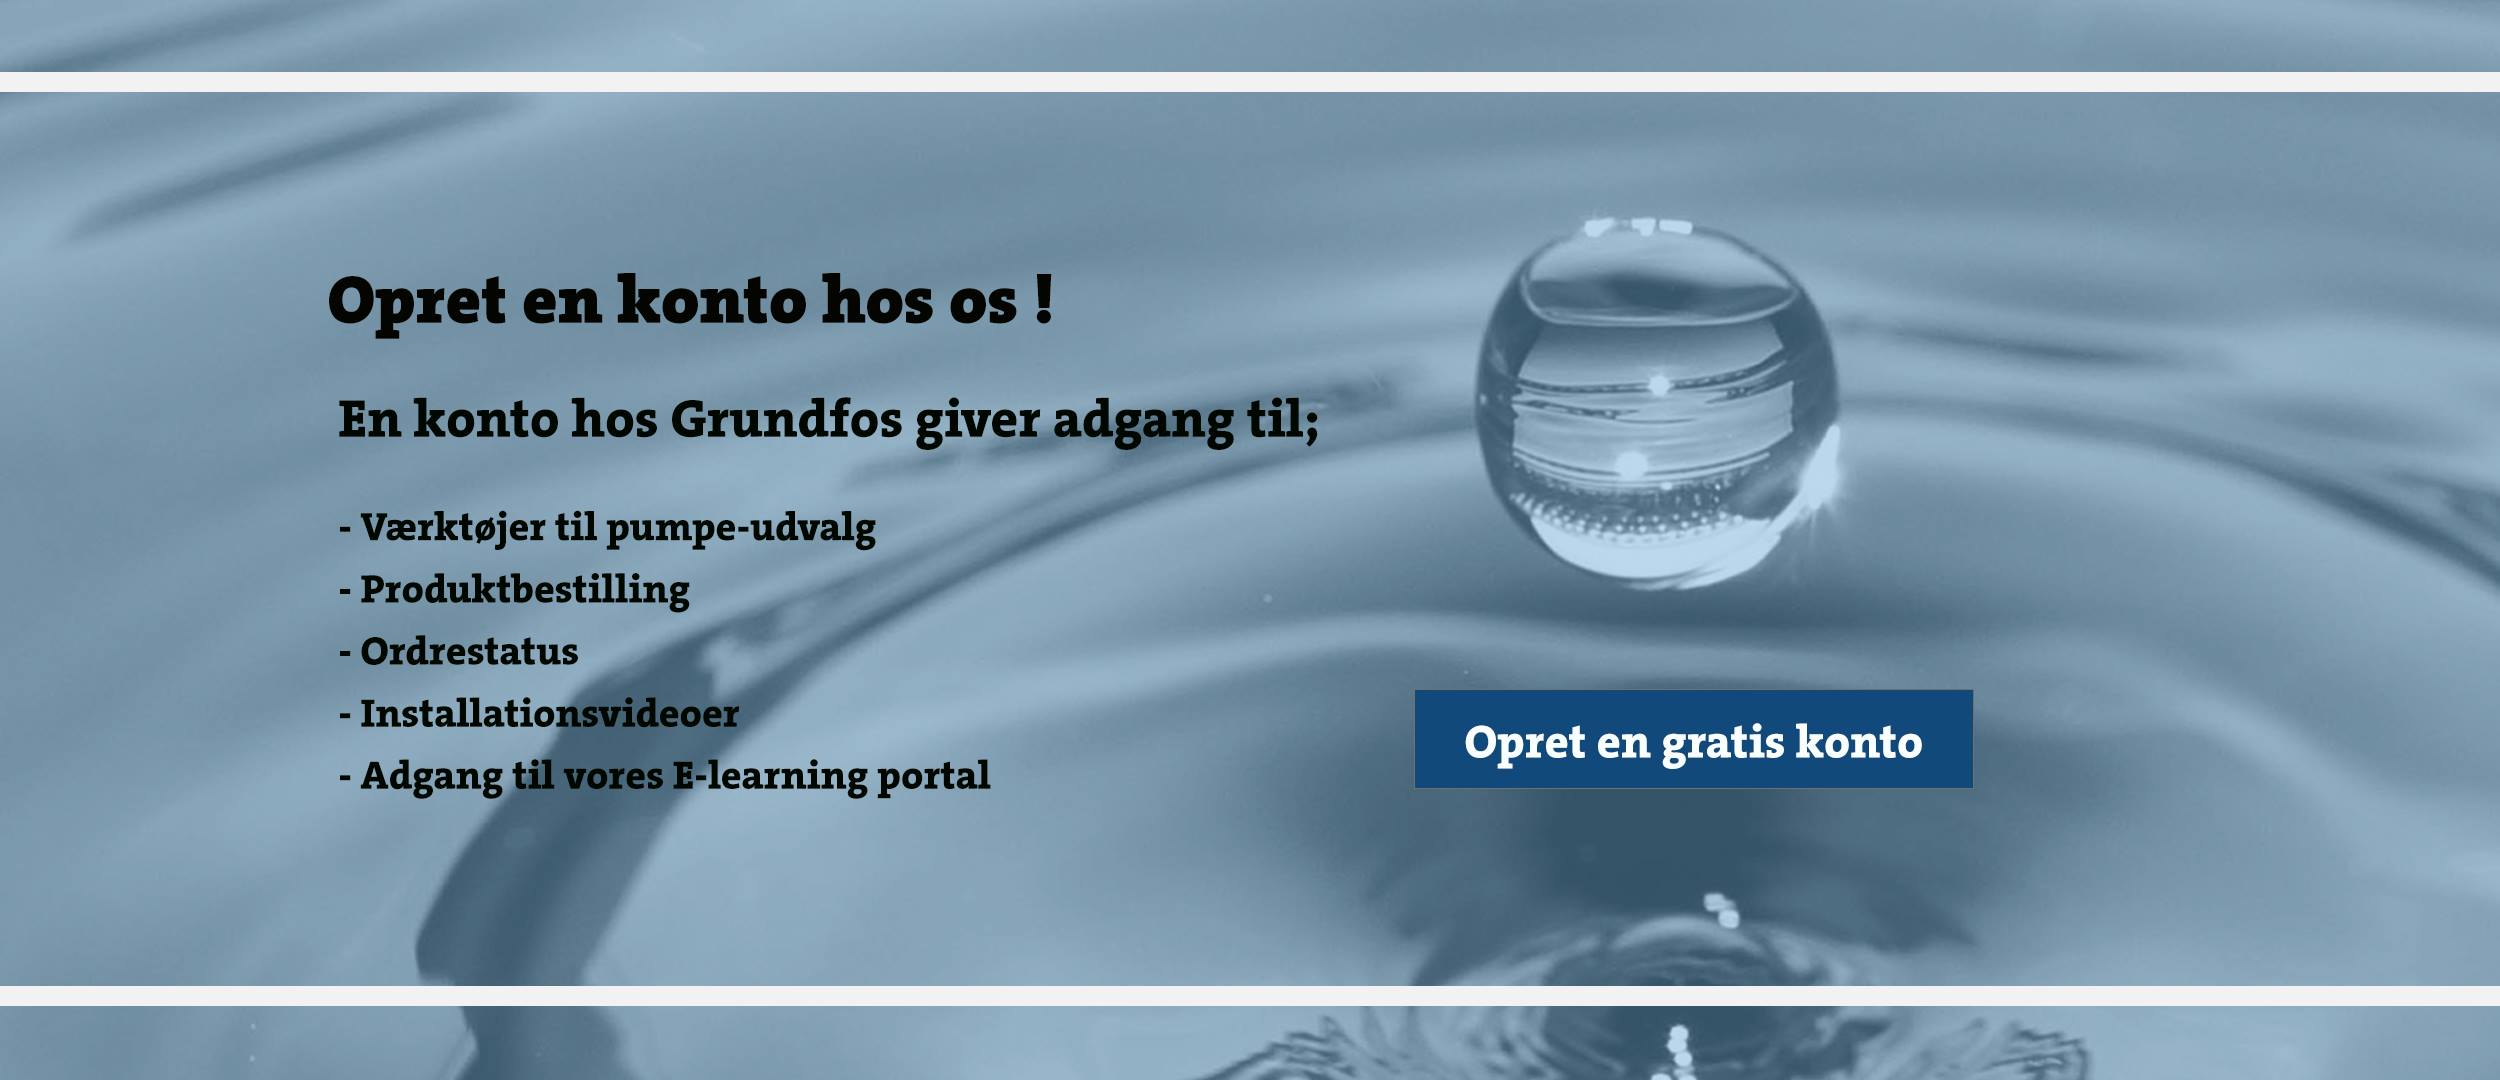 Opret en konto hos os !
En konto hos Grundfos giver adgang til;
- Værktøjer til pumpe-udvalg
- Produktbestilling
- Ordrestatus
- Installationsvideoer
- Adgang til vores E-learning portal
Opret en gratis konto